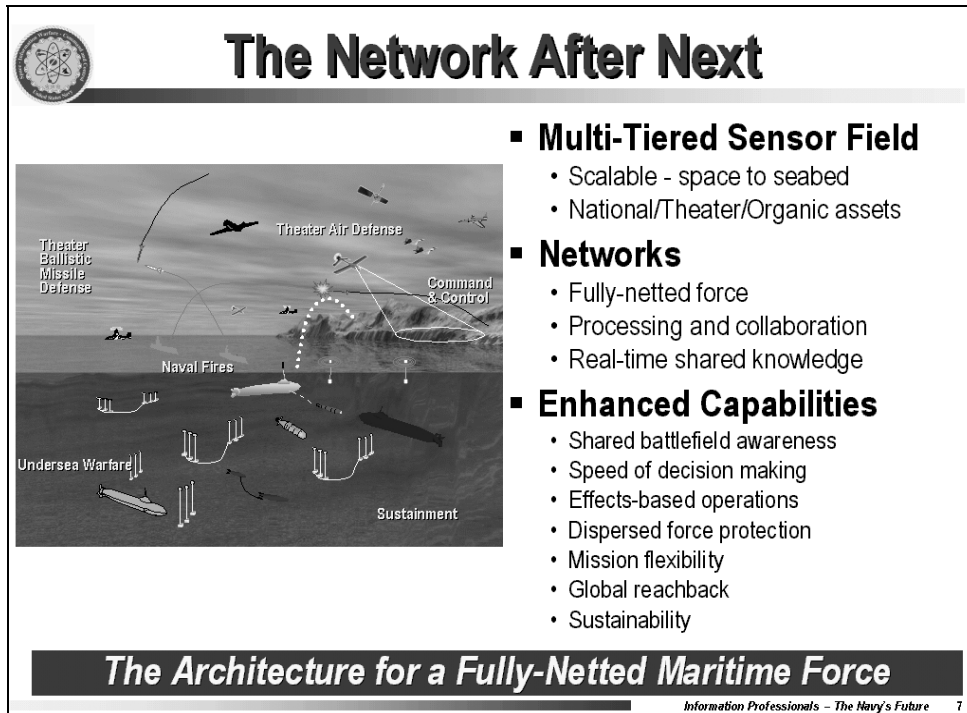 The Network After Next
▪ Multi-Tiered Sensor Field
• Scalable - space to seabed
• National/Theater/Organic assets
▪ Networks
• Fully-netted force
• Processing and collaboration
• Real-time shared knowledge
▪ Enhanced Capabilities
• Shared battlefield awareness
• Speed of decision making
• Effects-based operations
• Dispersed force protection
• Mission flexibility
• Global reachback
• Sustainability
Theater Air Defense
Theater
Ballistic
Missile
Defense
Command
& Control
Naval Fires
Undersea Warfare
Sustainment
The Architecture for a Fully-Netted Maritime Force
Information Professionals – The Navy's Future 7